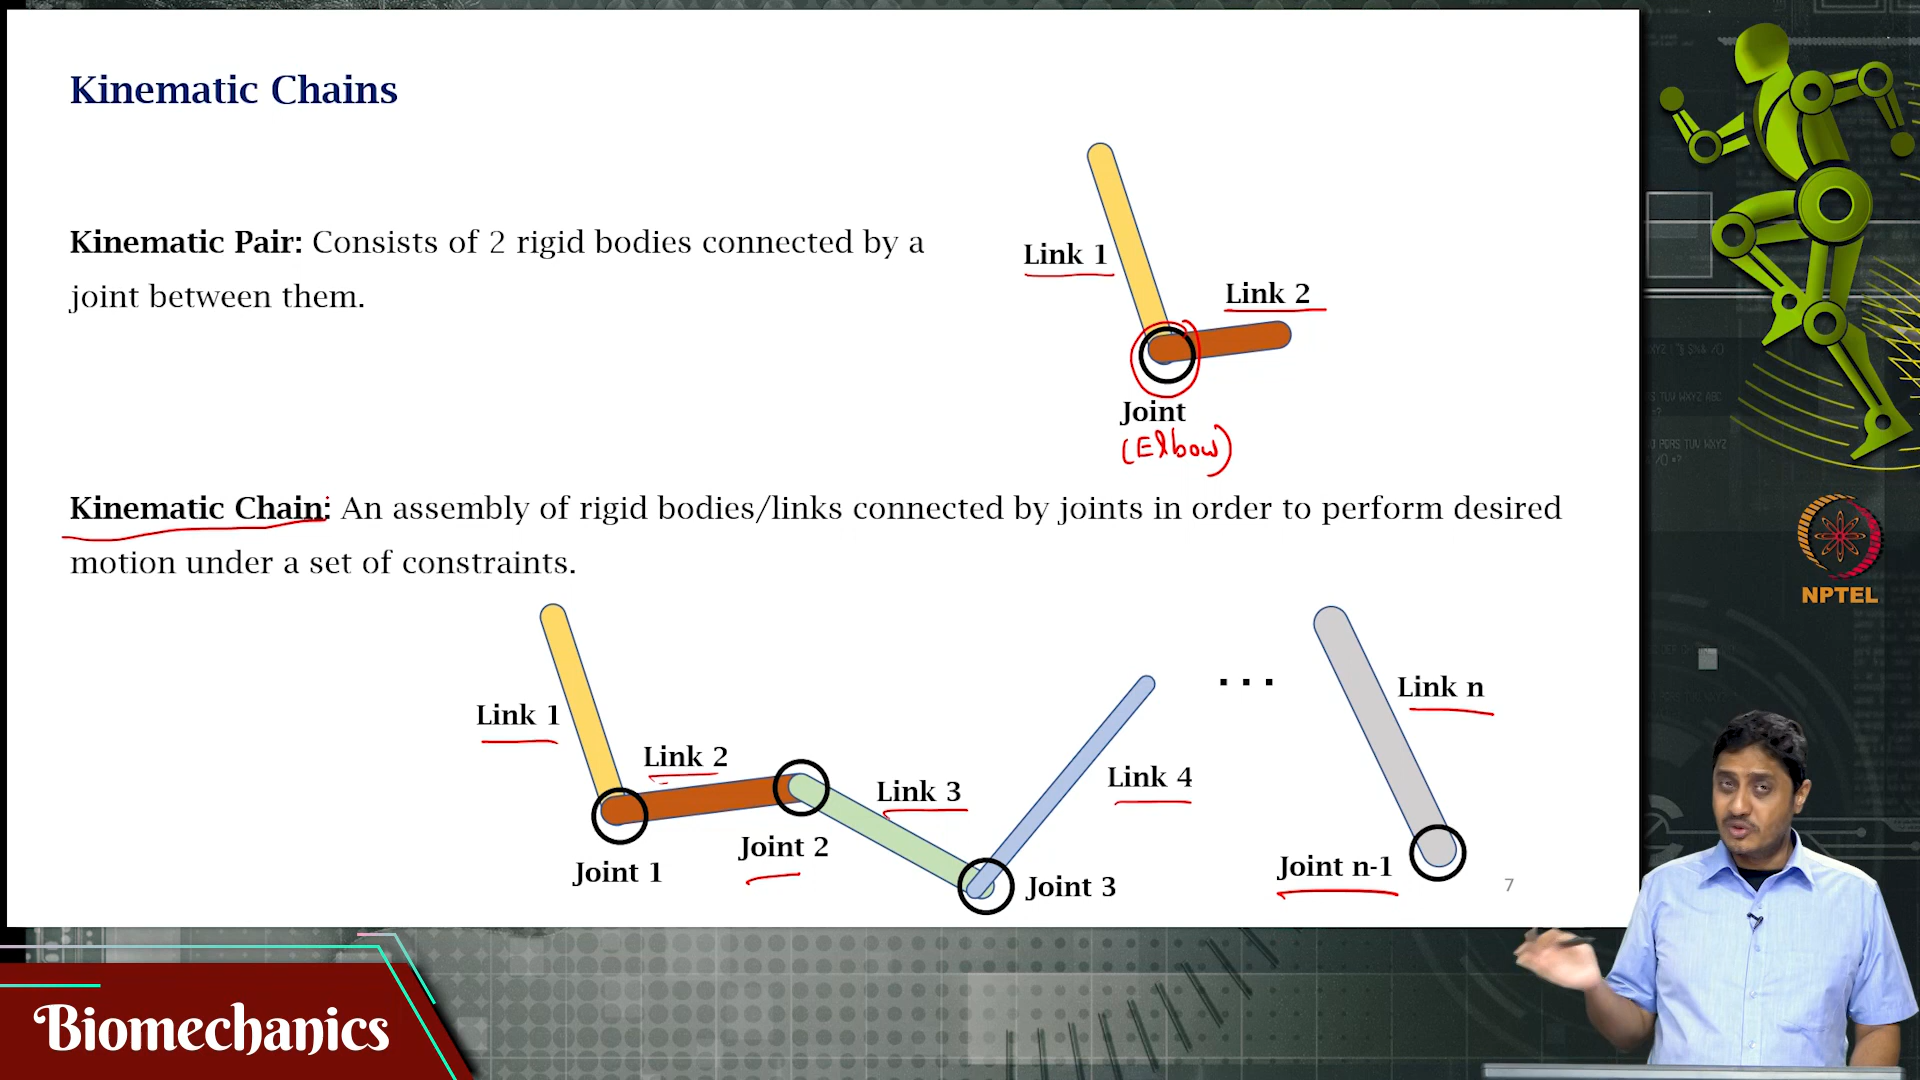 Kinematic Chains
Kinematic Pair: Consists of 2 rigid bodies connected by a
joint between them.
Link 1
Link 2
Joint
(Elbow)
Kinematic Chain: An assembly of rigid bodies/links connected by joints in order to perform desired
motion under a set of constraints.
Link 1
Link 2
Link 3
Link 4
...
Link n
Joint 1
Joint 2
Joint 3
Joint n-1
7
NPTEL
Biomechanics